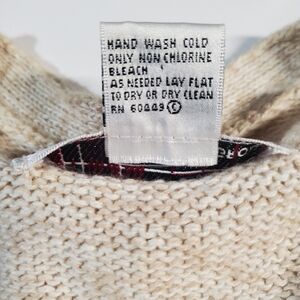 HAND WASH COLD
ONLY NON CHLORINE
BLEACH
AS NEEDED LAY FLAT
TO DRY OR DRY CLEAN
RN 60449 Ⓒ